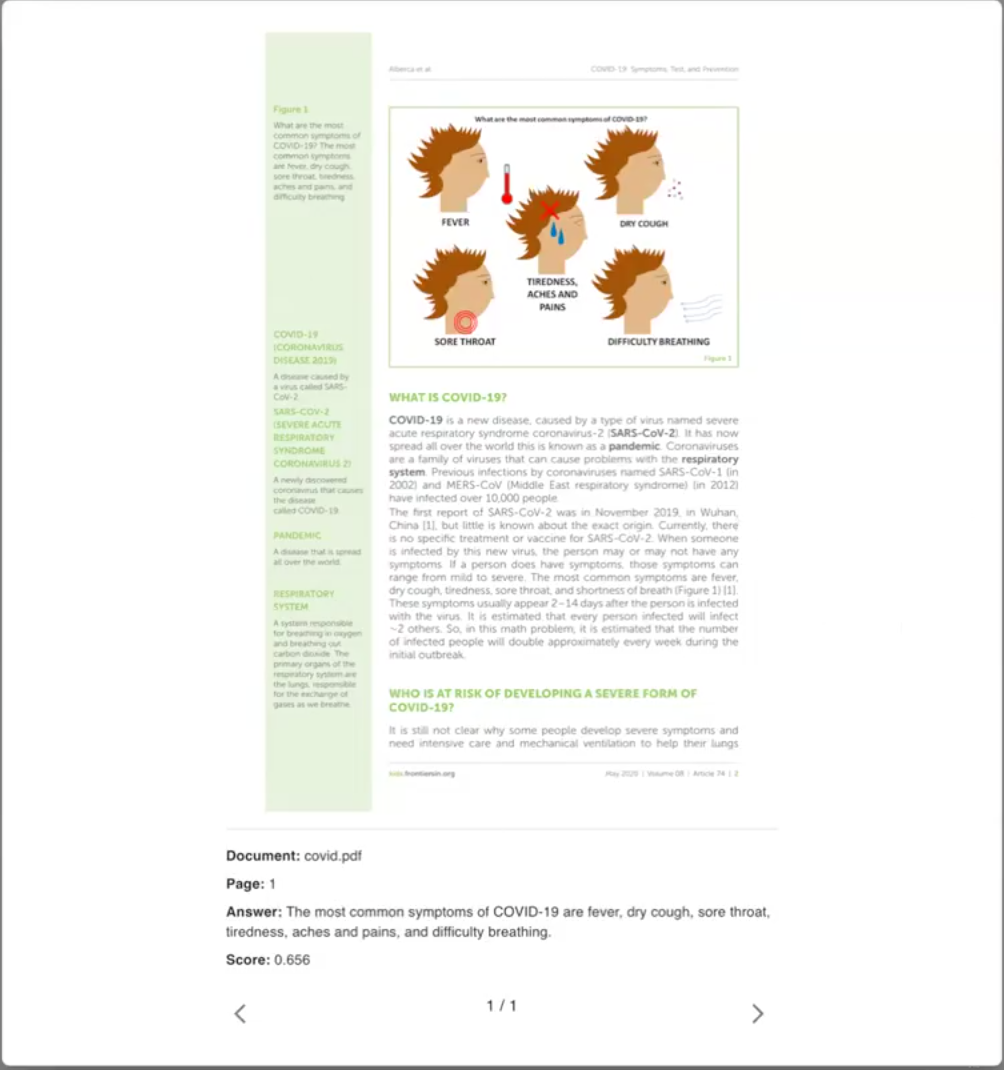 Alberca et al.
COVID-19: Symptoms, Test, and Prevention
Figure 1
What are the most
common symptoms of
COVID-19? The most
common symptoms
are fever, dry cough,
sore throat, tiredness,
aches and pains, and
difficulty breathing.
What are the most common symptoms of COVID-19?
FEVER
DRY COUGH
TIREDNESS,
ACHES AND
PAINS
SORE THROAT
DIFFICULTY BREATHING
Figure 1
COVID-19
(CORONAVIRUS
DISEASE 2019)
A disease caused by
a virus called SARS-
CoV-2.
SARS-COV-2
(SEVERE ACUTE
RESPIRATORY
SYNDROME
CORONAVIRUS 2)
A newly discovered
coronavirus that causes
the disease
called COVID-19.
PANDEMIC
A disease that is spread
all over the world.
RESPIRATORY
SYSTEM
A system responsible
for breathing in oxygen
and breathing out
carbon dioxide. The
primary organs of the
respiratory system are
the lungs, responsible
for the exchange of
gases as we breathe.
WHAT IS COVID-19?
COVID-19 is a new disease, caused by a type of virus named severe
acute respiratory syndrome coronavirus-2 (SARS-CoV-2). It has now
spread all over the world this is known as a pandemic. Coronaviruses
are a family of viruses that can cause problems with the respiratory
system. Previous infections by coronaviruses named SARS-CoV-1 (in
2002) and MERS-CoV (Middle East respiratory syndrome) (in 2012)
have infected over 10,000 people.
The first report of SARS-CoV-2 was in November 2019, in Wuhan,
China [1], but little is known about the exact origin. Currently, there
is no specific treatment or vaccine for SARS-CoV-2. When someone
is infected by this new virus, the person may or may not have any
symptoms. If a person does have symptoms, those symptoms can
range from mild to severe. The most common symptoms are fever,
dry cough, tiredness, sore throat, and shortness of breath (Figure 1) [1].
These symptoms usually appear 2–14 days after the person is infected
with the virus. It is estimated that every person infected will infect
~2 others. So, in this math problem, it is estimated that the number
of infected people will double approximately every week during the
initial outbreak.
WHO IS AT RISK OF DEVELOPING A SEVERE FORM OF
COVID-19?
It is still not clear why some people develop severe symptoms and
need intensive care and mechanical ventilation to help their lungs
kids.frontiersin.org
May 2020 | Volume 08 | Article 74 | 2
Document: covid.pdf
Page: 1
Answer: The most common symptoms of COVID-19 are fever, dry cough, sore throat,
tiredness, aches and pains, and difficulty breathing.
Score: 0.656
1 / 1